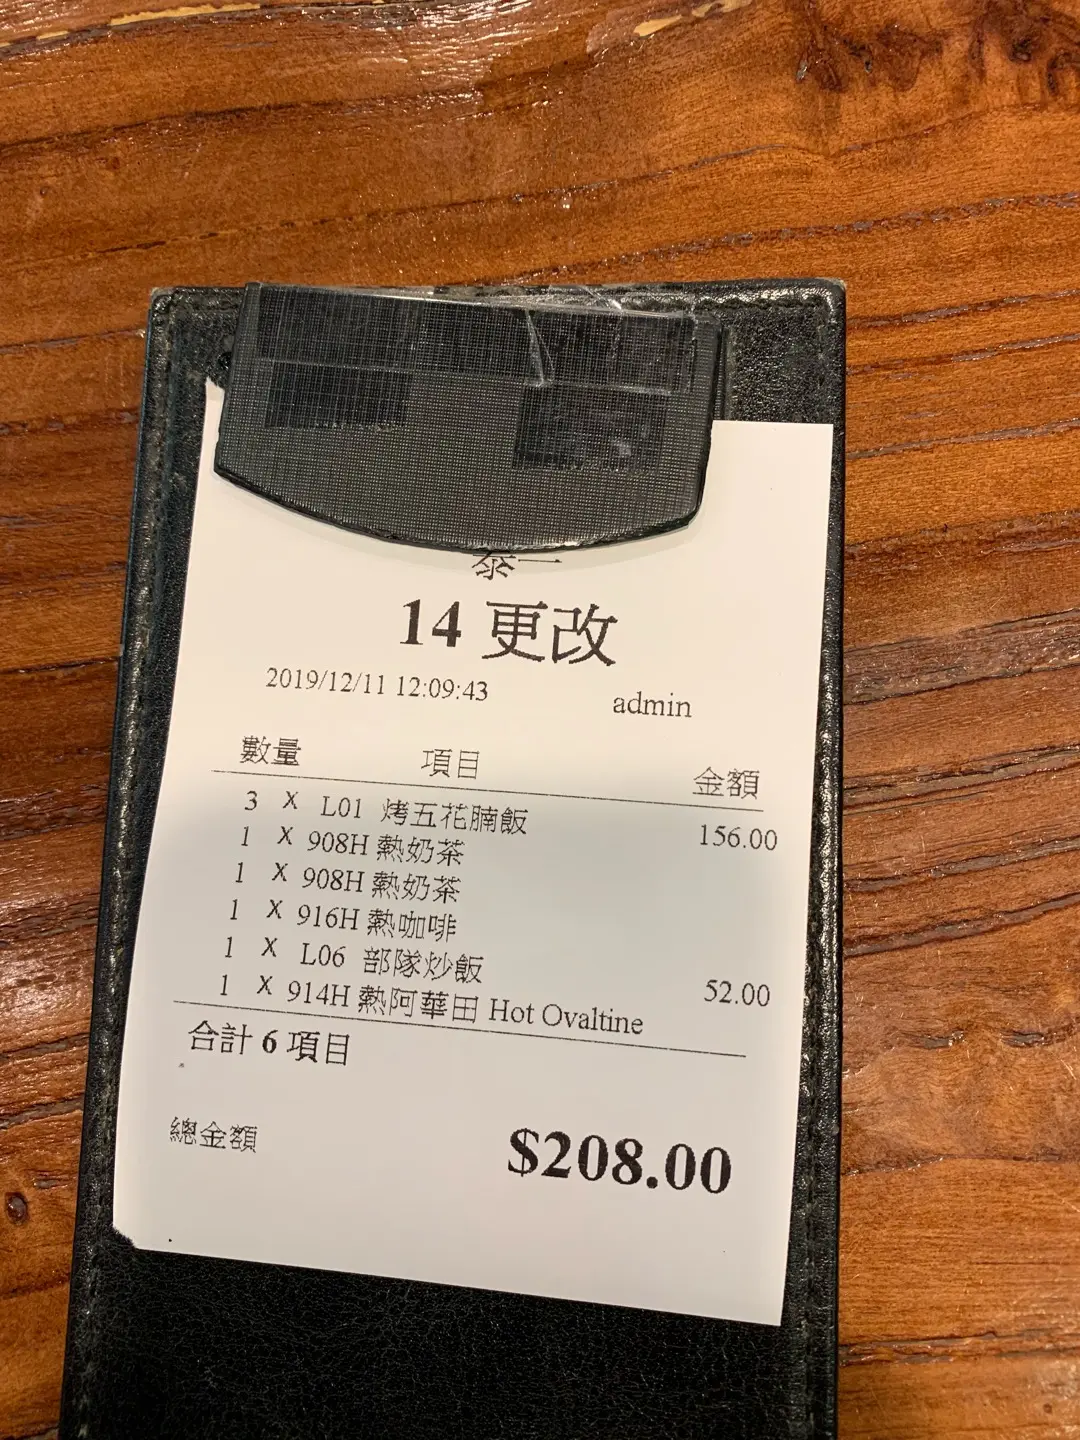 泰一
14 更改
2019/12/11 12:09:43 admin
數量 項目 金額
3 X L01 烤五花腩飯 156.00
1 X 908H 熱奶茶
1 X 908H 熱奶茶
1 X 916H 熱咖啡
1 X L06 部隊炒飯 52.00
1 X 914H 熱阿華田 Hot Ovaltine
合計 6 項目
總金額 $208.00